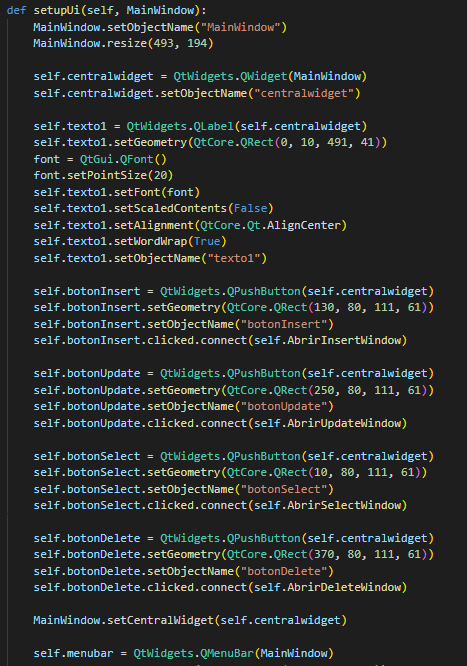 def setupUi(self, MainWindow):
    MainWindow.setObjectName("MainWindow")
    MainWindow.resize(493, 194)

    self.centralwidget = QtWidgets.QWidget(MainWindow)
    self.centralwidget.setObjectName("centralwidget")

    self.texto1 = QtWidgets.QLabel(self.centralwidget)
    self.texto1.setGeometry(QtCore.QRect(0, 10, 491, 41))
    font = QtGui.QFont()
    font.setPointSize(20)
    self.texto1.setFont(font)
    self.texto1.setScaledContents(False)
    self.texto1.setAlignment(QtCore.Qt.AlignCenter)
    self.texto1.setWordWrap(True)
    self.texto1.setObjectName("texto1")

    self.botonInsert = QtWidgets.QPushButton(self.centralwidget)
    self.botonInsert.setGeometry(QtCore.QRect(130, 80, 111, 61))
    self.botonInsert.setObjectName("botonInsert")
    self.botonInsert.clicked.connect(self.AbrirInsertWindow)

    self.botonUpdate = QtWidgets.QPushButton(self.centralwidget)
    self.botonUpdate.setGeometry(QtCore.QRect(250, 80, 111, 61))
    self.botonUpdate.setObjectName("botonUpdate")
    self.botonUpdate.clicked.connect(self.AbrirUpdateWindow)

    self.botonSelect = QtWidgets.QPushButton(self.centralwidget)
    self.botonSelect.setGeometry(QtCore.QRect(10, 80, 111, 61))
    self.botonSelect.setObjectName("botonSelect")
    self.botonSelect.clicked.connect(self.AbrirSelectWindow)

    self.botonDelete = QtWidgets.QPushButton(self.centralwidget)
    self.botonDelete.setGeometry(QtCore.QRect(370, 80, 111, 61))
    self.botonDelete.setObjectName("botonDelete")
    self.botonDelete.clicked.connect(self.AbrirDeleteWindow)

    MainWindow.setCentralWidget(self.centralwidget)

    self.menubar = QtWidgets.QMenuBar(MainWindow)